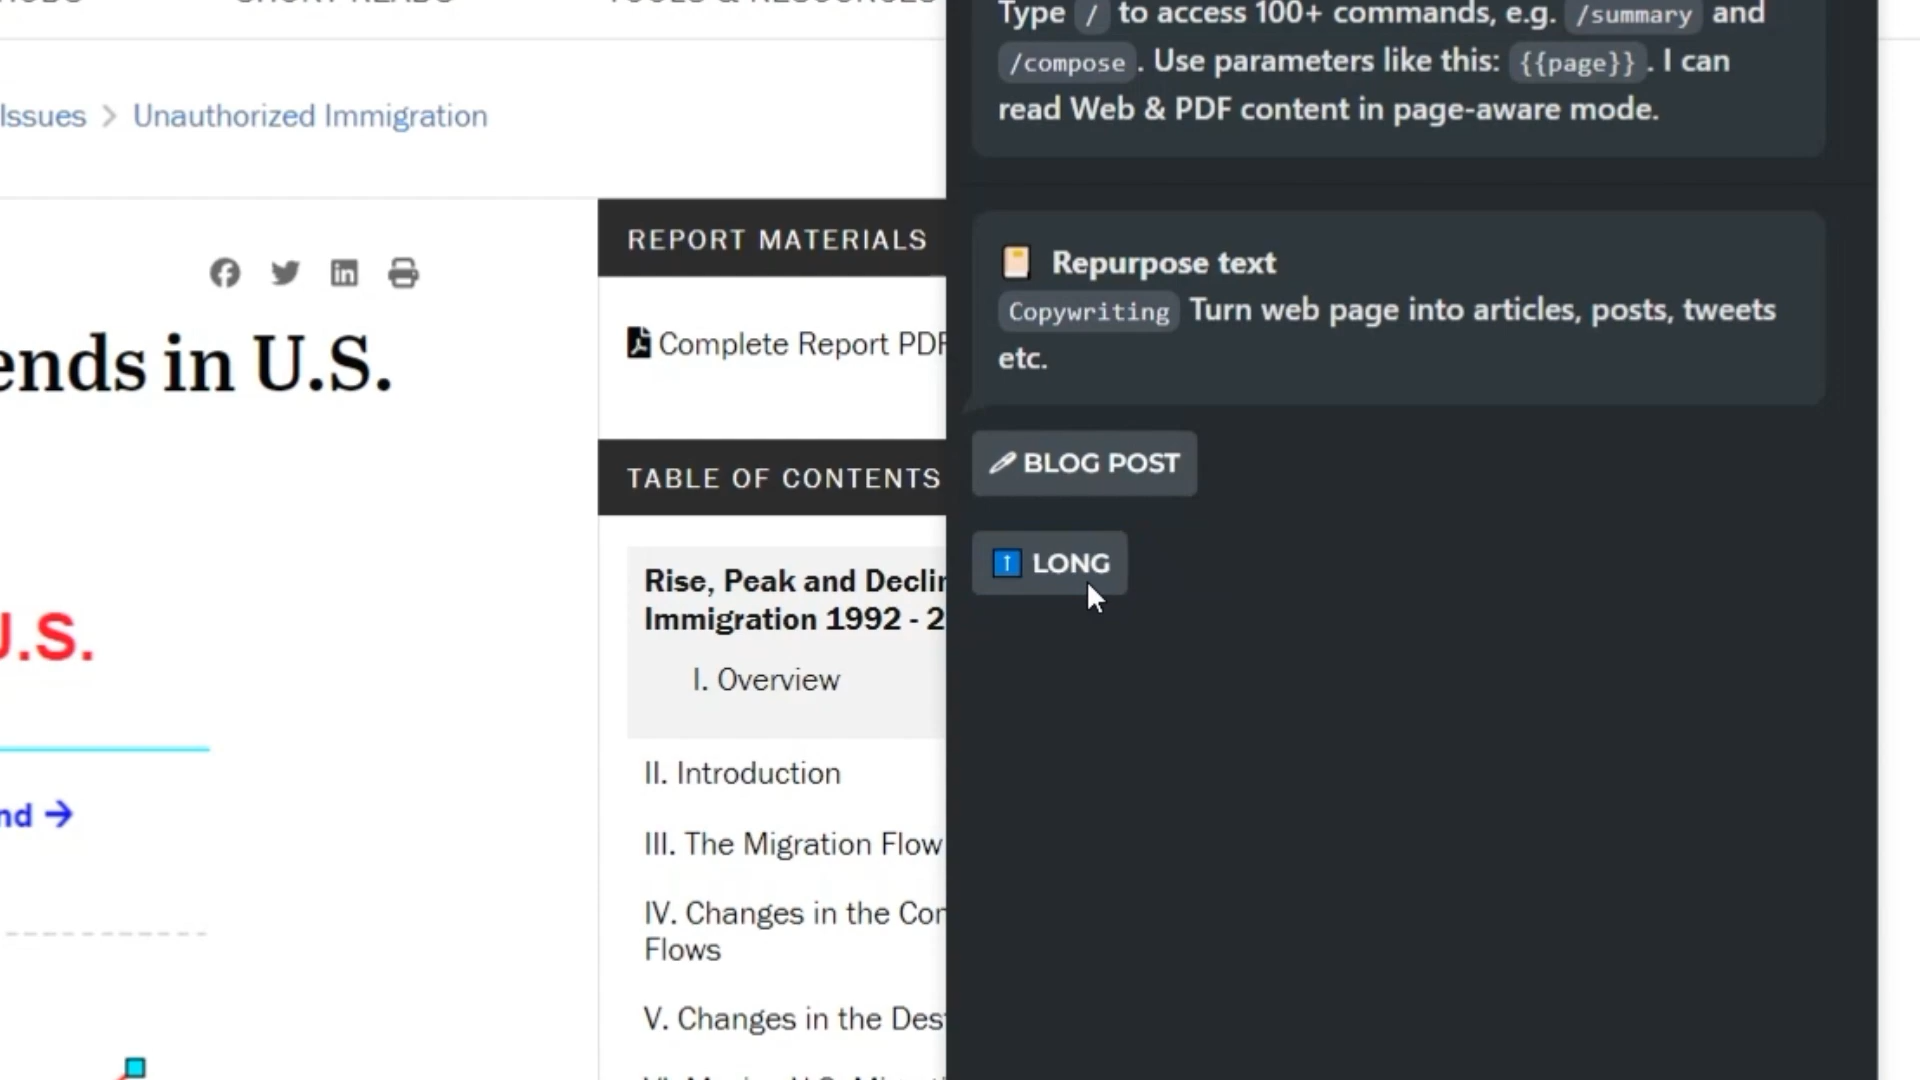 Issues > Unauthorized Immigration
ends in U.S.
U.S.
nd →
REPORT MATERIALS
Complete Report PDF
TABLE OF CONTENTS
Rise, Peak and Declin
Immigration 1992 - 2
I. Overview
II. Introduction
III. The Migration Flow
IV. Changes in the Con
Flows
V. Changes in the Dest
Type / to access 100+ commands, e.g. /summary and
/compose . Use parameters like this: {{page}} . I can
read Web & PDF content in page-aware mode.
Repurpose text
Copywriting Turn web page into articles, posts, tweets
etc.
BLOG POST
LONG